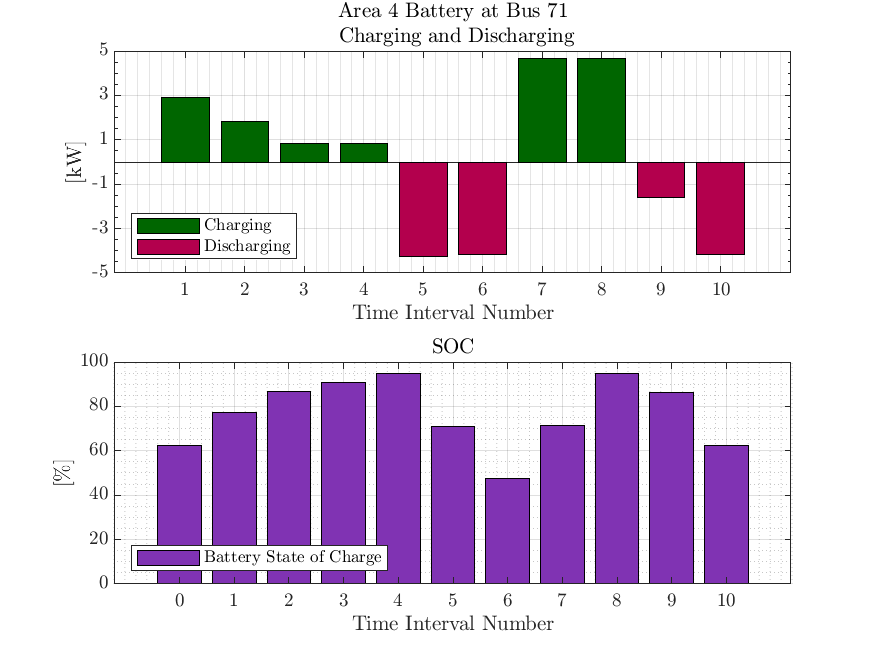 Area 4 Battery at Bus 71
Charging and Discharging
5
3
1
-1
-3
-5
[kW]
Charging
Discharging
1 2 3 4 5 6 7 8 9 10
Time Interval Number
SOC
100
80
60
40
20
0
[%]
Battery State of Charge
0 1 2 3 4 5 6 7 8 9 10
Time Interval Number